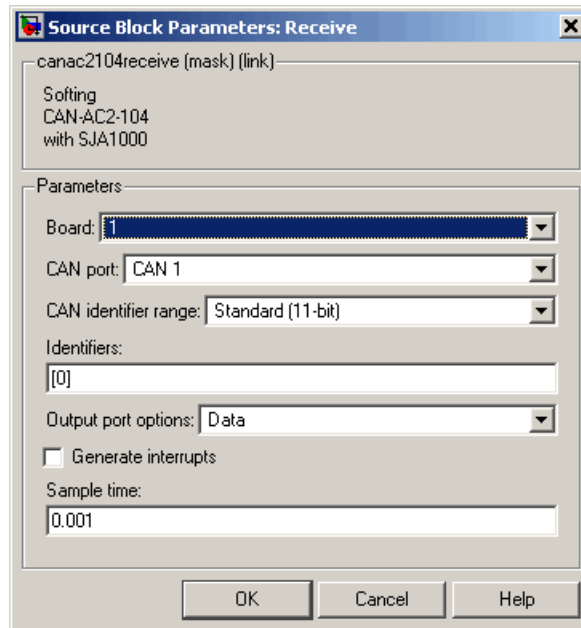 Source Block Parameters: Receive
canac2104receive (mask) (link)
Softing
CAN-AC2-104
with SJA1000
Parameters
Board: 1
CAN port: CAN 1
CAN identifier range: Standard (11-bit)
Identifiers:
[0]
Output port options: Data
Generate interrupts
Sample time:
0.001
OK Cancel Help